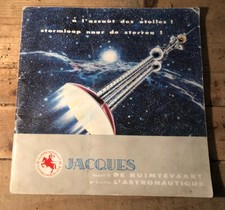 à l'assaut des étoiles !
stormloop naar de sterren !
JACQUES
DE RUIMTEVAART
L'ASTRONAUTIQUE